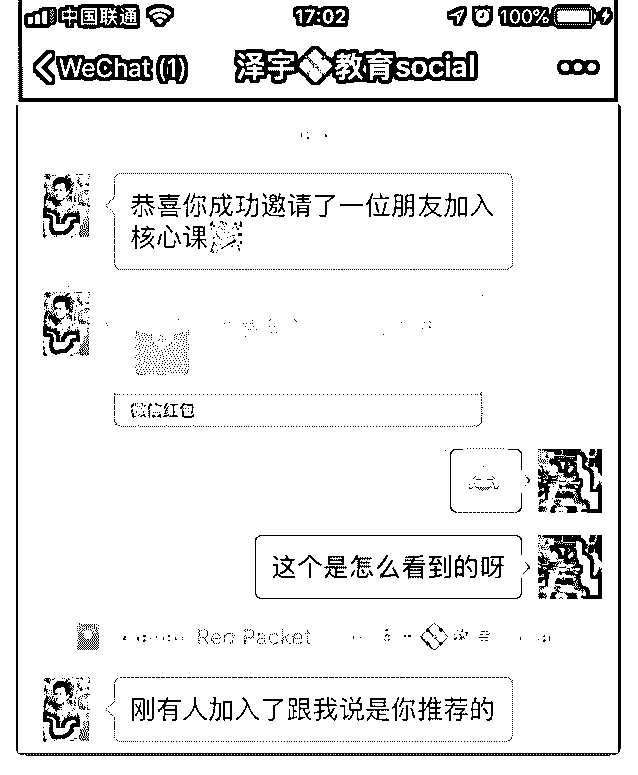 中国联通 17:02 100%
WeChat (1) 泽宇教育social
恭喜你成功邀请了一位朋友加入
核心课
微信红包
这个是怎么看到的呀
Red Packet
刚有人加入了跟我说是你推荐的